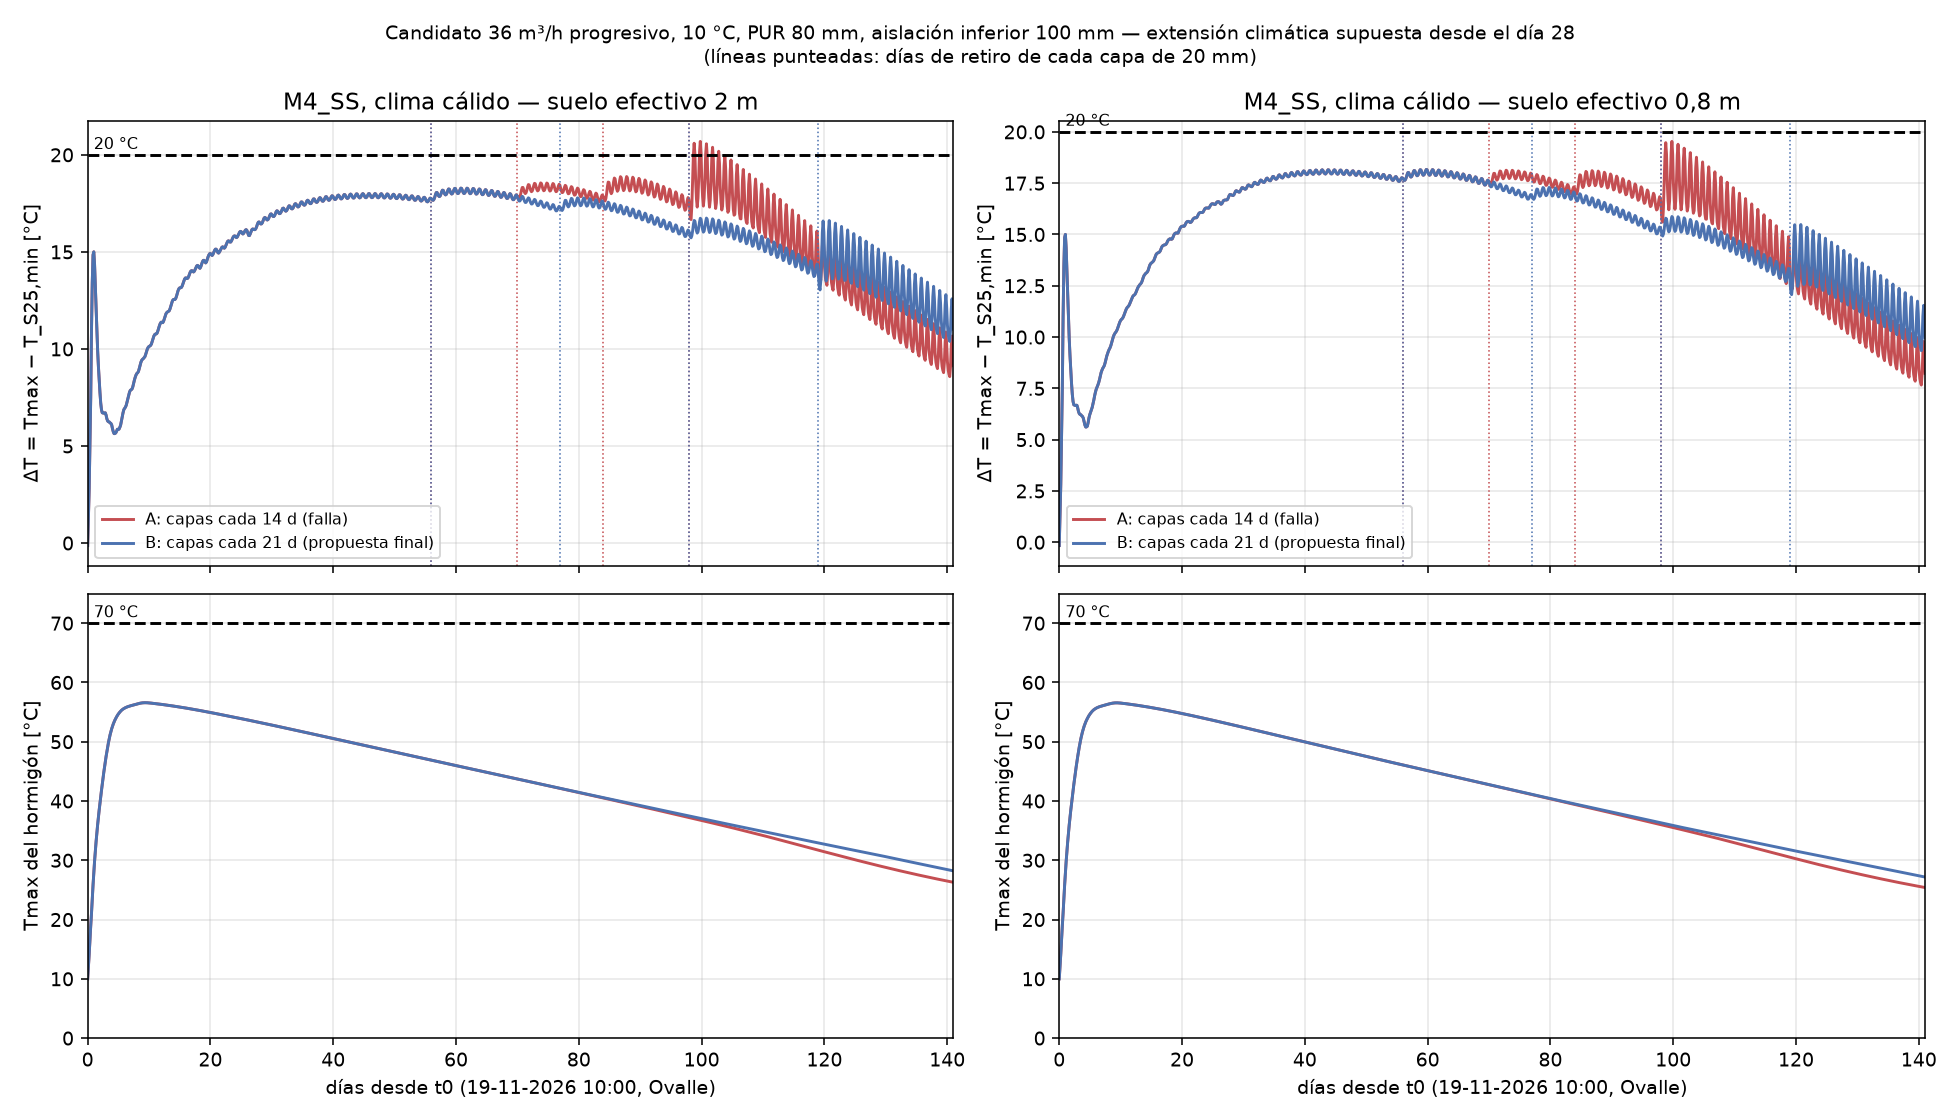 Candidato 36 m³/h progresivo, 10 °C, PUR 80 mm, aislación inferior 100 mm — extensión climática supuesta desde el día 28
(líneas punteadas: días de retiro de cada capa de 20 mm)
M4_SS, clima cálido — suelo efectivo 2 m
20 °C
ΔT = Tmax − T_S25,min [°C]
20
15
10
5
0
A: capas cada 14 d (falla)
B: capas cada 21 d (propuesta final)
M4_SS, clima cálido — suelo efectivo 0,8 m
20 °C
ΔT = Tmax − T_S25,min [°C]
20.0
17.5
15.0
12.5
10.0
7.5
5.0
2.5
0.0
A: capas cada 14 d (falla)
B: capas cada 21 d (propuesta final)
70 °C
Tmax del hormigón [°C]
70
60
50
40
30
20
10
0
0 20 40 60 80 100 120 140
días desde t0 (19-11-2026 10:00, Ovalle)
70 °C
Tmax del hormigón [°C]
70
60
50
40
30
20
10
0
0 20 40 60 80 100 120 140
días desde t0 (19-11-2026 10:00, Ovalle)